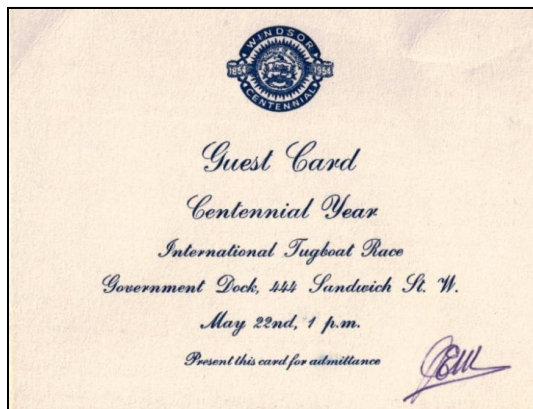 WINDSOR
1854 1954
CENTENNIAL
Guest Card
Centennial Year
International Tugboat Race
Government Dock, 444 Sandwich St. W.
May 22nd, 1 p.m.
Present this card for admittance